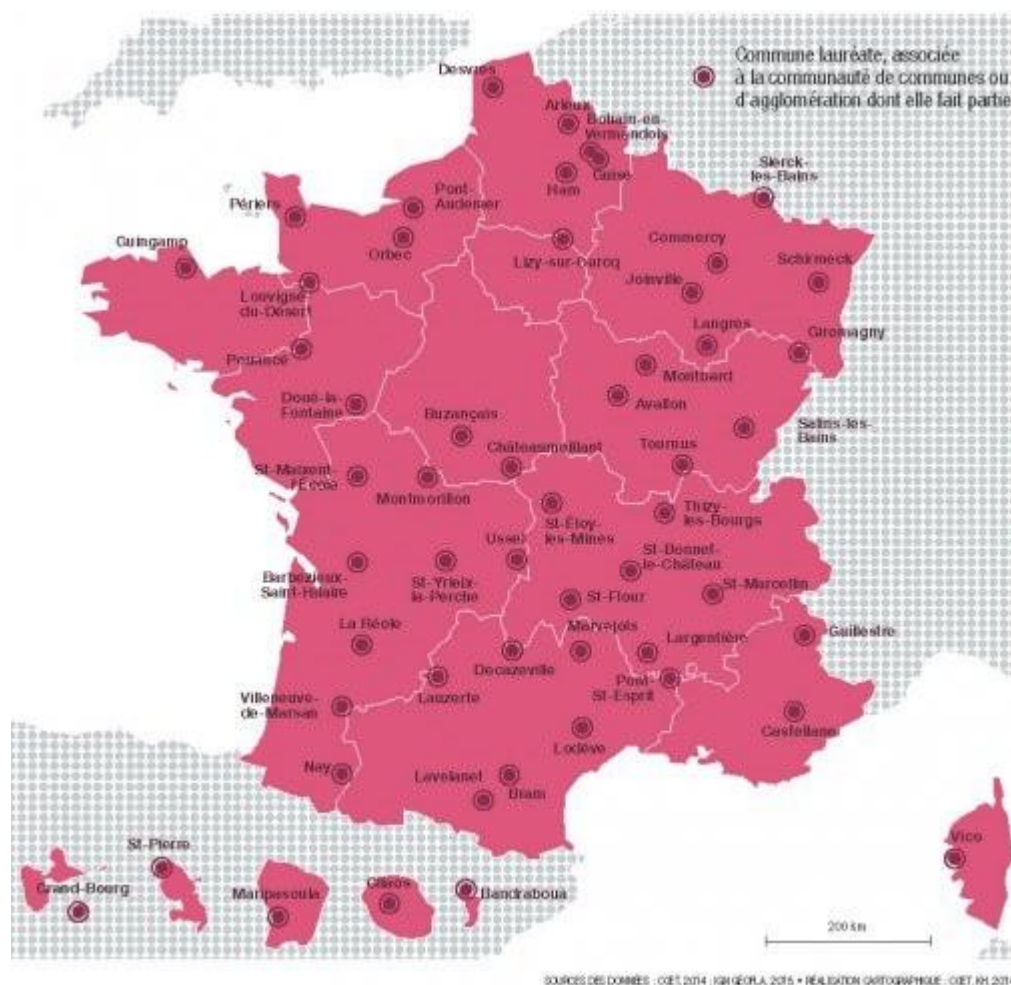 Commune lauréate, associée
à la communauté de communes ou
d'agglomération dont elle fait partie
Desvres
Arleux
Bohain-en-
Vermandois
Guise
Ham
Sierck-
les-Bains
Pont-
Audemer
Périers
Orbec
Commercy
Guingamp
Lizy-sur-Ourcq
Schirmeck
Joinville
Louvigné-
du-Désert
Langres
Giromagny
Pouancé
Montbard
Doué-la-
Fontaine
Avallon
Buzançais
Salins-les-
Bains
Châteaumeillant
Tournus
St-Maixent-
l'École
Montmorillon
St-Éloy-
les-Mines
Thizy-
les-Bourgs
Ussel
St-Bonnet-
le-Château
Barbezieux-
Saint-Hilaire
St-Yrieix-
la-Perche
St-Marcellin
St-Flour
La Réole
Marvejols
Largentière
Guillestre
Decazeville
Pont-
St-Esprit
Lauzerte
Villeneuve-
de-Marsan
Castellane
Lodève
Nay
Lavelanet
Bram
St-Pierre
Vico
Grand-Bourg
Maripasoula
Cilaos
Bandraboua
200 km
SOURCES DES DONNÉES : CGET, 2014 ; IGN GÉOFLA, 2015 • RÉALISATION CARTOGRAPHIQUE : CGET, KH, 201